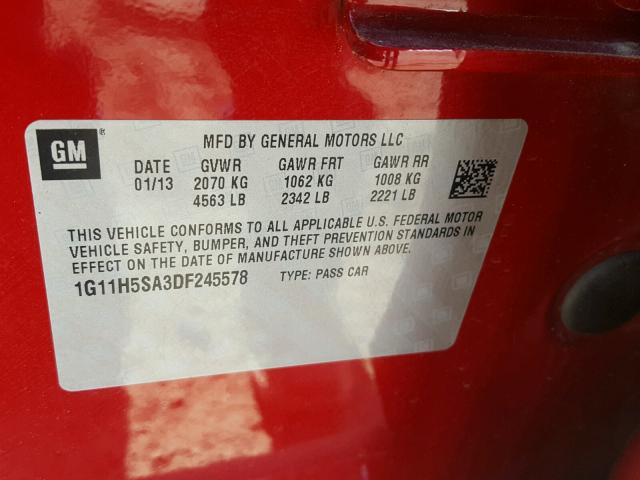 GM ®
MFD BY GENERAL MOTORS LLC
DATE GVWR GAWR FRT GAWR RR
01/13 2070 KG 1062 KG 1008 KG
4563 LB 2342 LB 2221 LB
THIS VEHICLE CONFORMS TO ALL APPLICABLE U.S. FEDERAL MOTOR
VEHICLE SAFETY, BUMPER, AND THEFT PREVENTION STANDARDS IN
EFFECT ON THE DATE OF MANUFACTURE SHOWN ABOVE.
1G11H5SA3DF245578 TYPE: PASS CAR